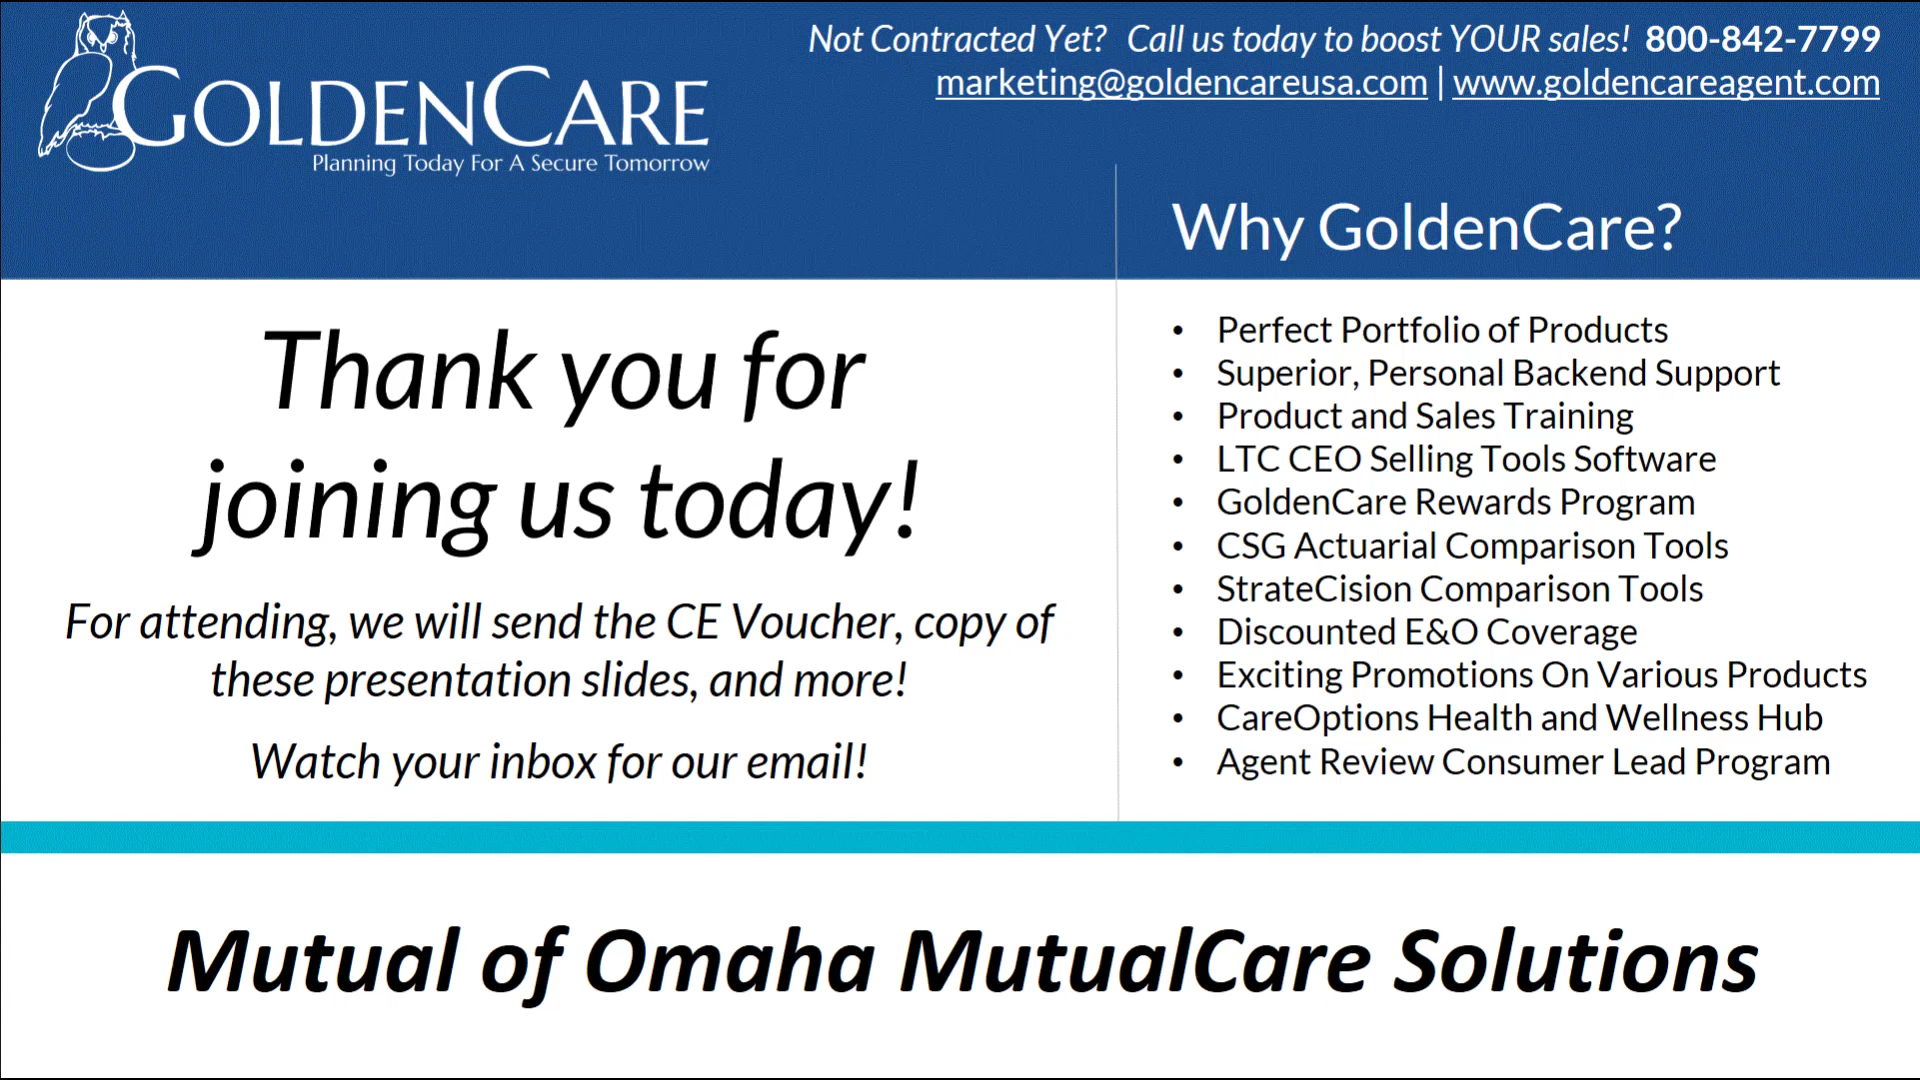 GOLDENCARE
Planning Today For A Secure Tomorrow
Not Contracted Yet? Call us today to boost YOUR sales! 800-842-7799
marketing@goldencareusa.com | www.goldencareagent.com
Thank you for
joining us today!
For attending, we will send the CE Voucher, copy of
these presentation slides, and more!
Watch your inbox for our email!
Why GoldenCare?
• Perfect Portfolio of Products
• Superior, Personal Backend Support
• Product and Sales Training
• LTC CEO Selling Tools Software
• GoldenCare Rewards Program
• CSG Actuarial Comparison Tools
• StrateCision Comparison Tools
• Discounted E&O Coverage
• Exciting Promotions On Various Products
• CareOptions Health and Wellness Hub
• Agent Review Consumer Lead Program
Mutual of Omaha MutualCare Solutions